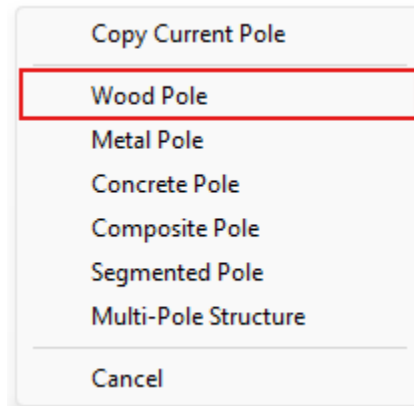 Copy Current Pole
Wood Pole
Metal Pole
Concrete Pole
Composite Pole
Segmented Pole
Multi-Pole Structure
Cancel